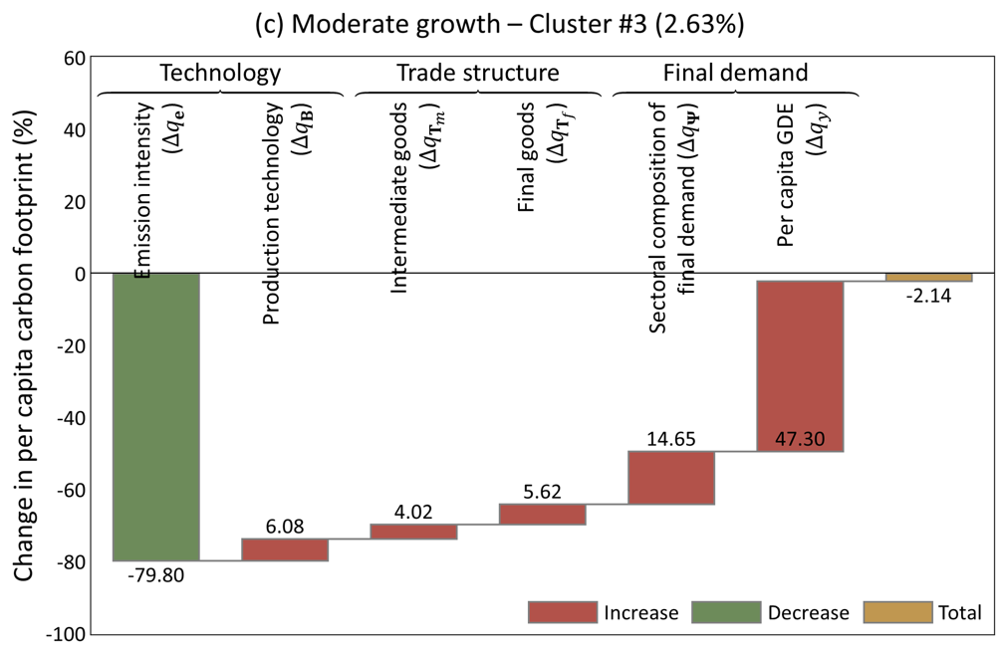 (c) Moderate growth – Cluster #3 (2.63%)
Change in per capita carbon footprint (%)
60
40
20
0
-20
-40
-60
-80
-100
Technology
Trade structure
Final demand
Emission intensity
(Δq𝐞)
Production technology
(Δq𝐁)
Intermediate goods
(Δq𝐓m)
Final goods
(Δq𝐓f)
Sectoral composition of
final demand (Δq𝚿)
Per capita GDE
(Δqy)
-79.80
6.08
4.02
5.62
14.65
47.30
-2.14
Increase
Decrease
Total